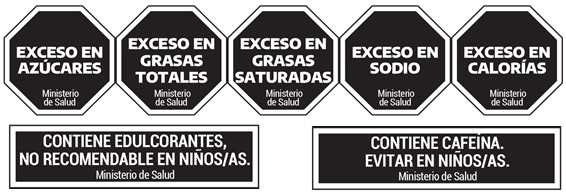 EXCESO EN
AZÚCARES
Ministerio
de Salud
EXCESO EN
GRASAS
TOTALES
Ministerio
de Salud
EXCESO EN
GRASAS
SATURADAS
Ministerio
de Salud
EXCESO EN
SODIO
Ministerio
de Salud
EXCESO EN
CALORÍAS
Ministerio
de Salud
CONTIENE EDULCORANTES,
NO RECOMENDABLE EN NIÑOS/AS.
Ministerio de Salud
CONTIENE CAFEÍNA.
EVITAR EN NIÑOS/AS.
Ministerio de Salud